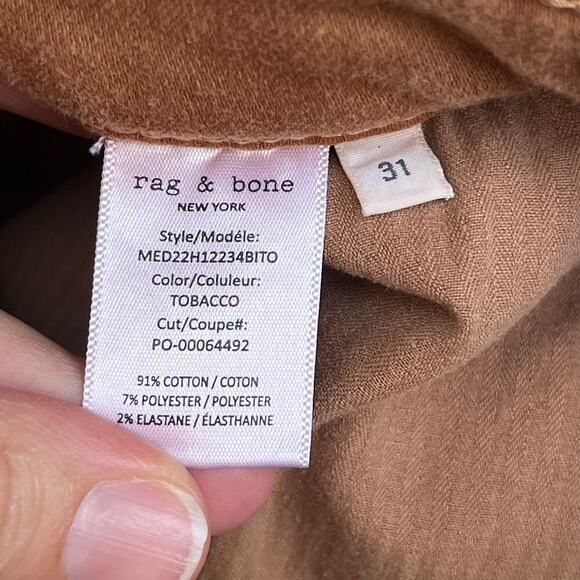 rag & bone
NEW YORK
Style/Modéle:
MED22H12234BITO
Color/Coluleur:
TOBACCO
Cut/Coupe#:
PO-00064492
91% COTTON / COTON
7% POLYESTER / POLYESTER
2% ELASTANE / ÉLASTHANNE
31